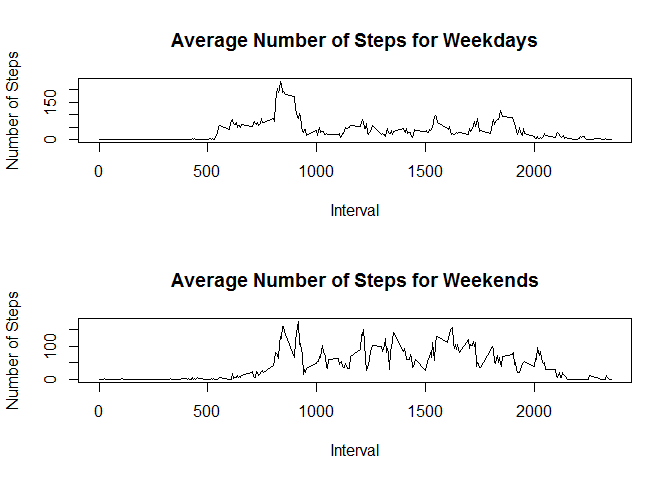 Average Number of Steps for Weekdays
Number of Steps
150
0
0 500 1000 1500 2000
Interval
Average Number of Steps for Weekends
Number of Steps
100
0
0 500 1000 1500 2000
Interval